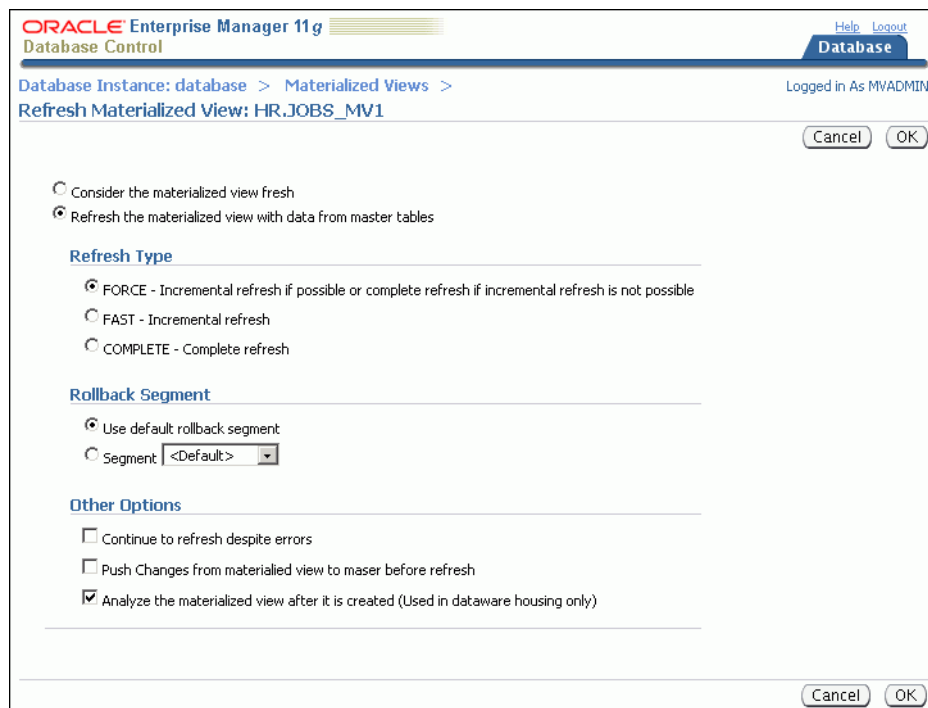 ORACLE Enterprise Manager 11g
Database Control
Help Logout
Database
Database Instance: database > Materialized Views >
Logged in As MVADMIN
Refresh Materialized View: HR.JOBS_MV1
Cancel OK
Consider the materialized view fresh
Refresh the materialized view with data from master tables
Refresh Type
FORCE - Incremental refresh if possible or complete refresh if incremental refresh is not possible
FAST - Incremental refresh
COMPLETE - Complete refresh
Rollback Segment
Use default rollback segment
Segment <Default>
Other Options
Continue to refresh despite errors
Push Changes from materialied view to maser before refresh
Analyze the materialized view after it is created (Used in dataware housing only)
Cancel OK